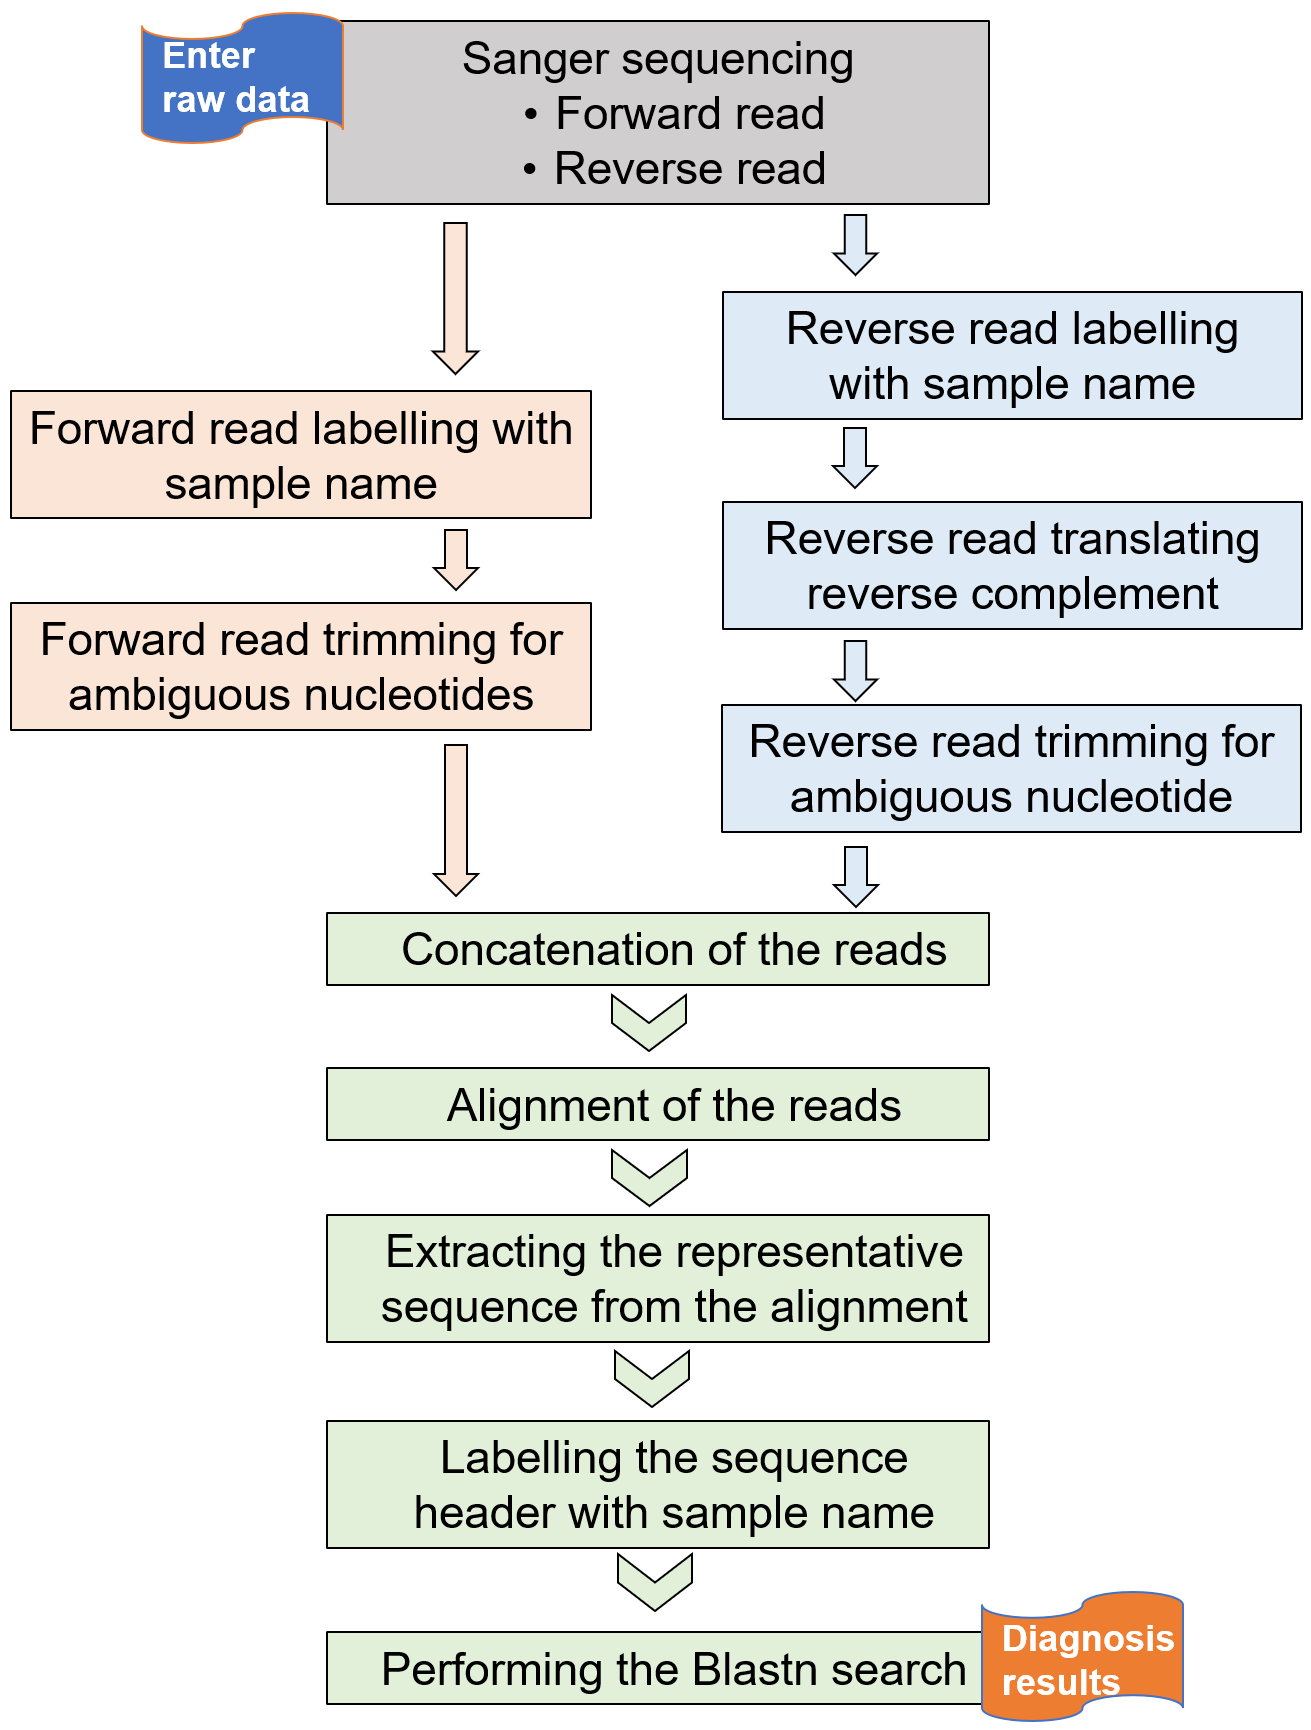 Enter
raw data
Sanger sequencing
• Forward read
• Reverse read
Reverse read labelling
with sample name
Forward read labelling with
sample name
Reverse read translating
reverse complement
Forward read trimming for
ambiguous nucleotides
Reverse read trimming for
ambiguous nucleotide
Concatenation of the reads
Alignment of the reads
Extracting the representative
sequence from the alignment
Labelling the sequence
header with sample name
Performing the Blastn search
Diagnosis
results